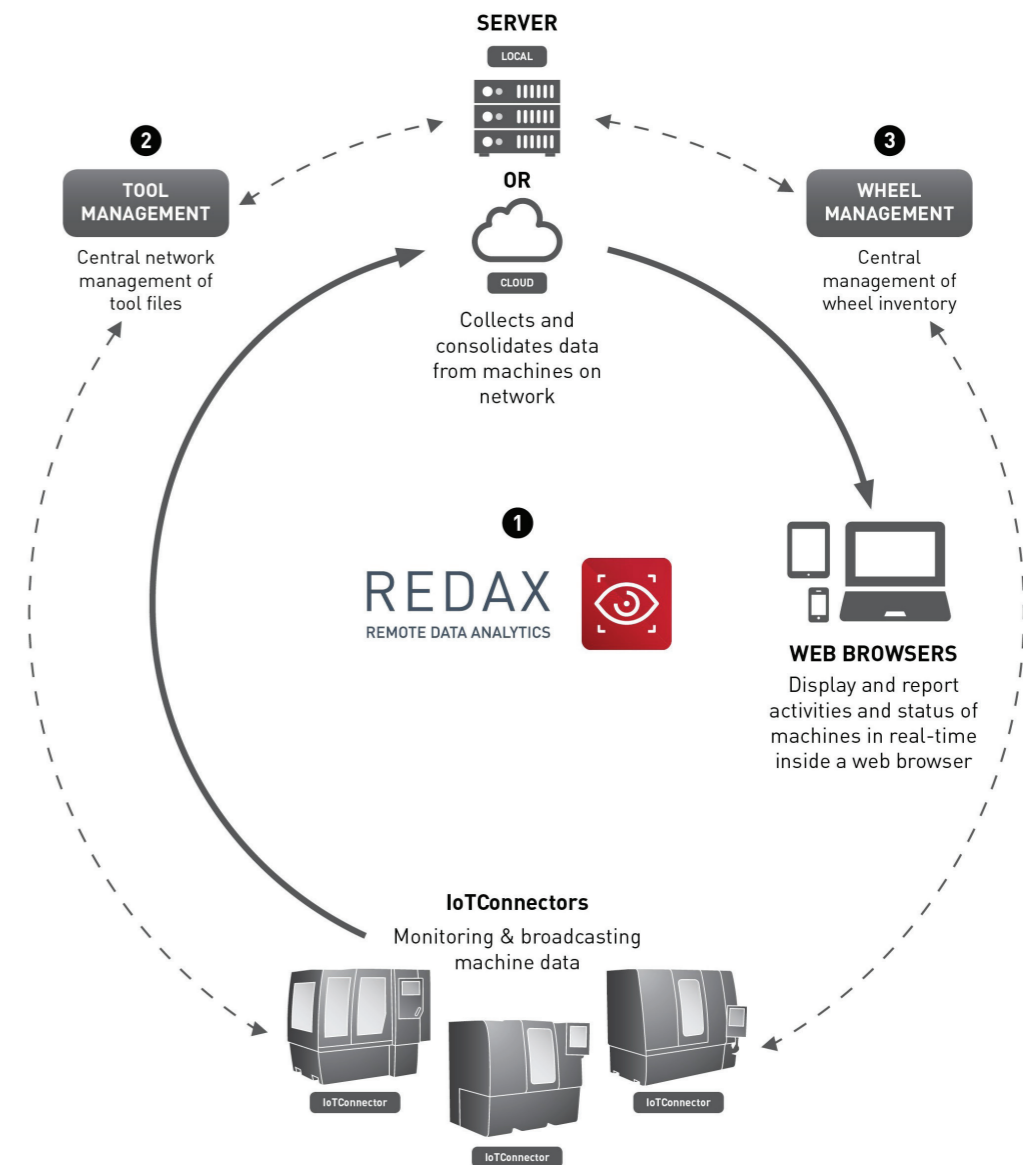 SERVER
LOCAL
2
TOOL
MANAGEMENT
Central network
management of
tool files
OR
CLOUD
Collects and
consolidates data
from machines on
network
3
WHEEL
MANAGEMENT
Central
management of
wheel inventory
1
REDAX
REMOTE DATA ANALYTICS
WEB BROWSERS
Display and report
activities and status of
machines in real-time
inside a web browser
IoTConnectors
Monitoring & broadcasting
machine data
IoTConnector
IoTConnector
IoTConnector